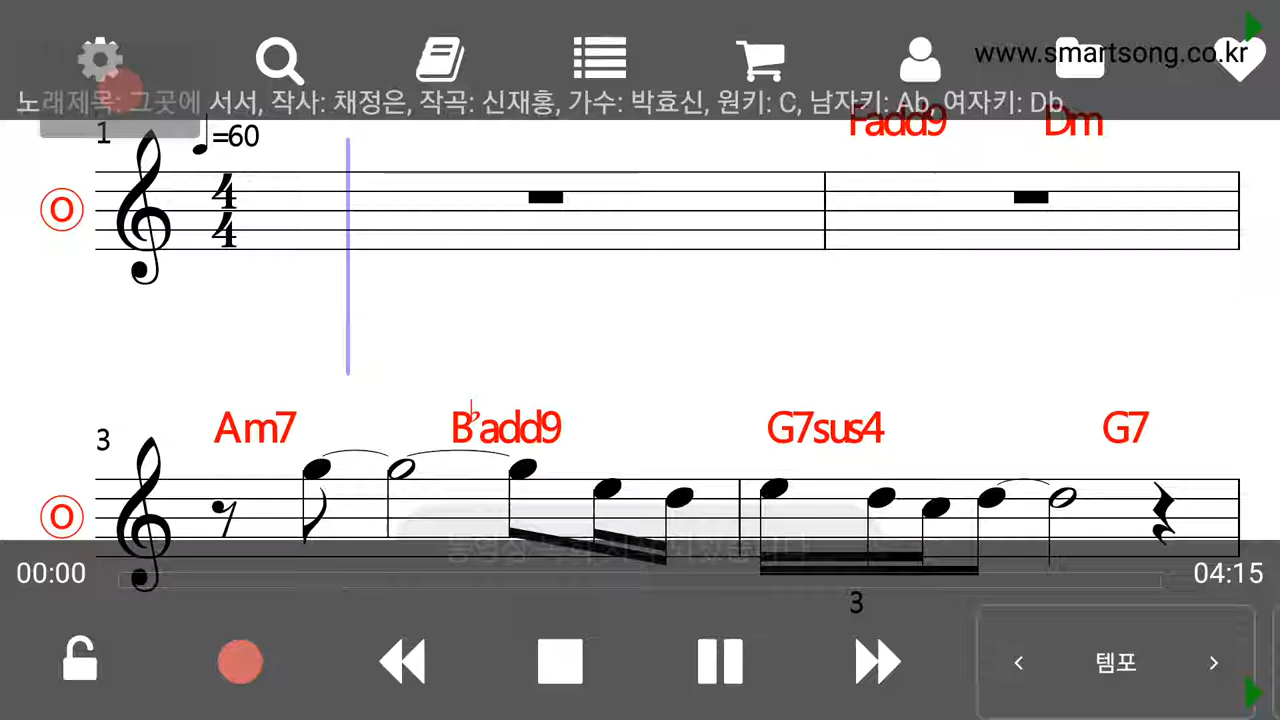 www.smartsong.co.kr
노래제목: 그곳에 서서, 작사: 채정은, 작곡: 신재홍, 가수: 박효신, 원키: C, 남자키: Ab, 여자키: Db
Fadd9 Dm
1 =60
4
4
O
Am7 B♭add9 G7sus4 G7
3
O
00:00 04:15
3
< 템포 >